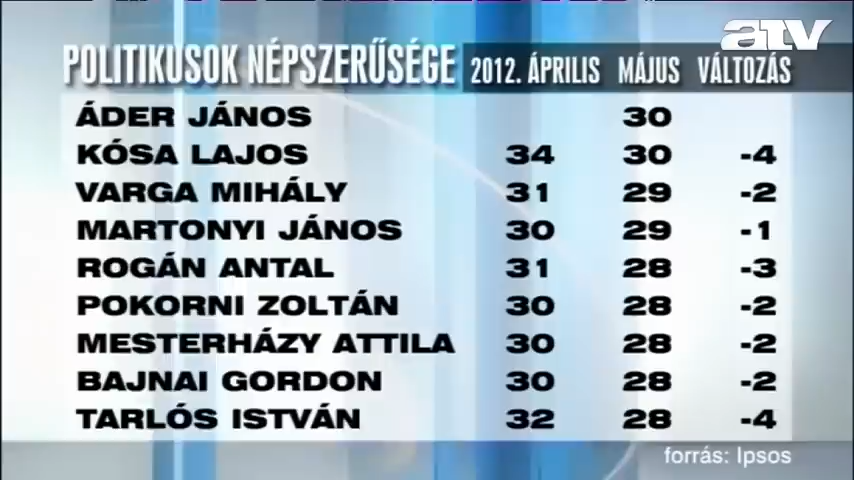 atv
POLITIKUSOK NÉPSZERŰSÉGE 2012. ÁPRILIS MÁJUS VÁLTOZÁS
ÁDER JÁNOS 30
KÓSA LAJOS 34 30 -4
VARGA MIHÁLY 31 29 -2
MARTONYI JÁNOS 30 29 -1
ROGÁN ANTAL 31 28 -3
POKORNI ZOLTÁN 30 28 -2
MESTERHÁZY ATTILA 30 28 -2
BAJNAI GORDON 30 28 -2
TARLÓS ISTVÁN 32 28 -4
forrás: Ipsos